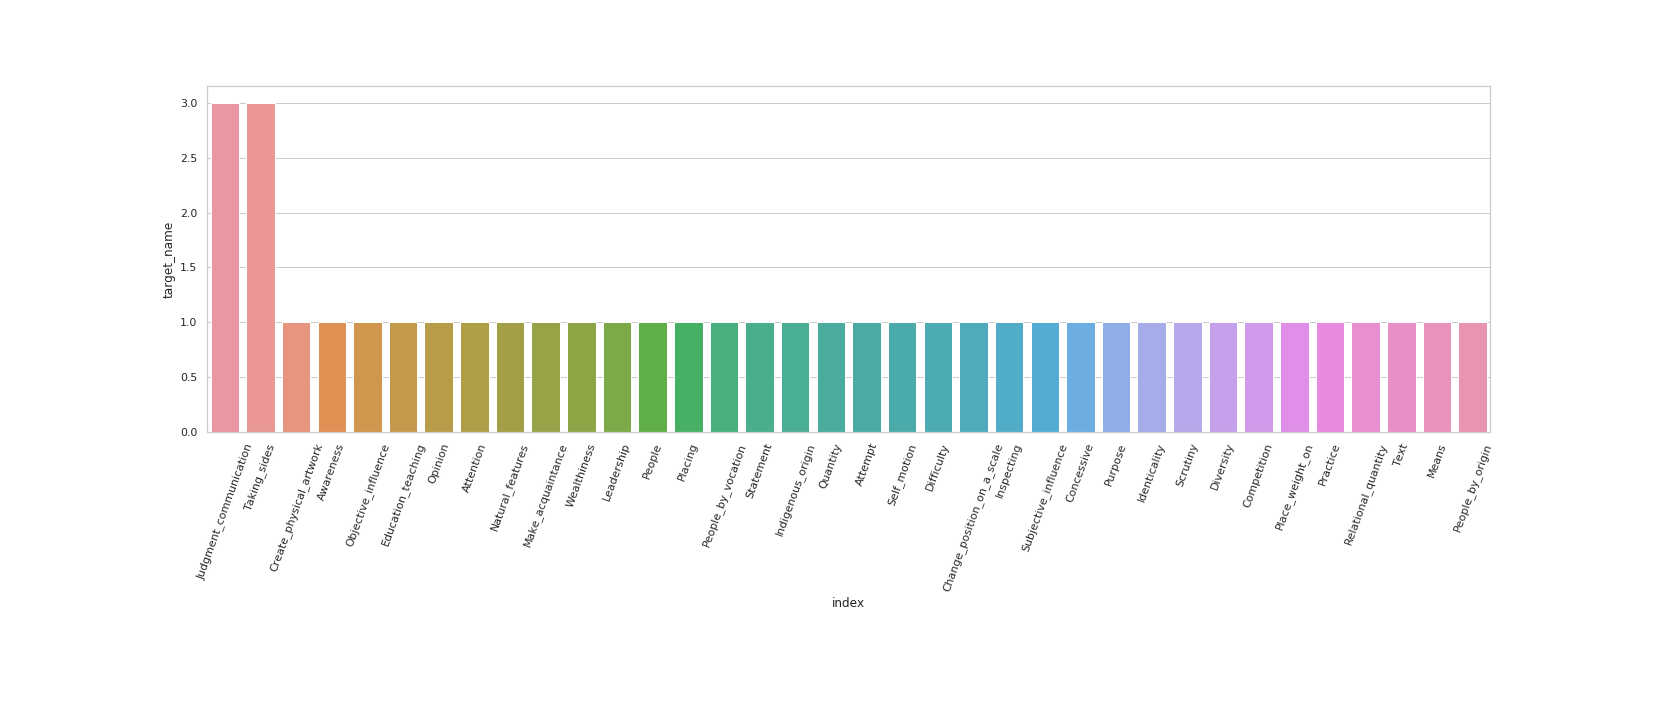 3.0
2.5
2.0
1.5
1.0
0.5
0.0
target_name
Judgment_communication
Taking_sides
Create_physical_artwork
Awareness
Objective_influence
Education_teaching
Opinion
Attention
Natural_features
Make_acquaintance
Wealthiness
Leadership
People
Placing
People_by_vocation
Statement
Indigenous_origin
Quantity
Attempt
Self_motion
Difficulty
Change_position_on_a_scale
Inspecting
Subjective_influence
Concessive
Purpose
Identicality
Scrutiny
Diversity
Competition
Place_weight_on
Practice
Relational_quantity
Text
Means
People_by_origin
index